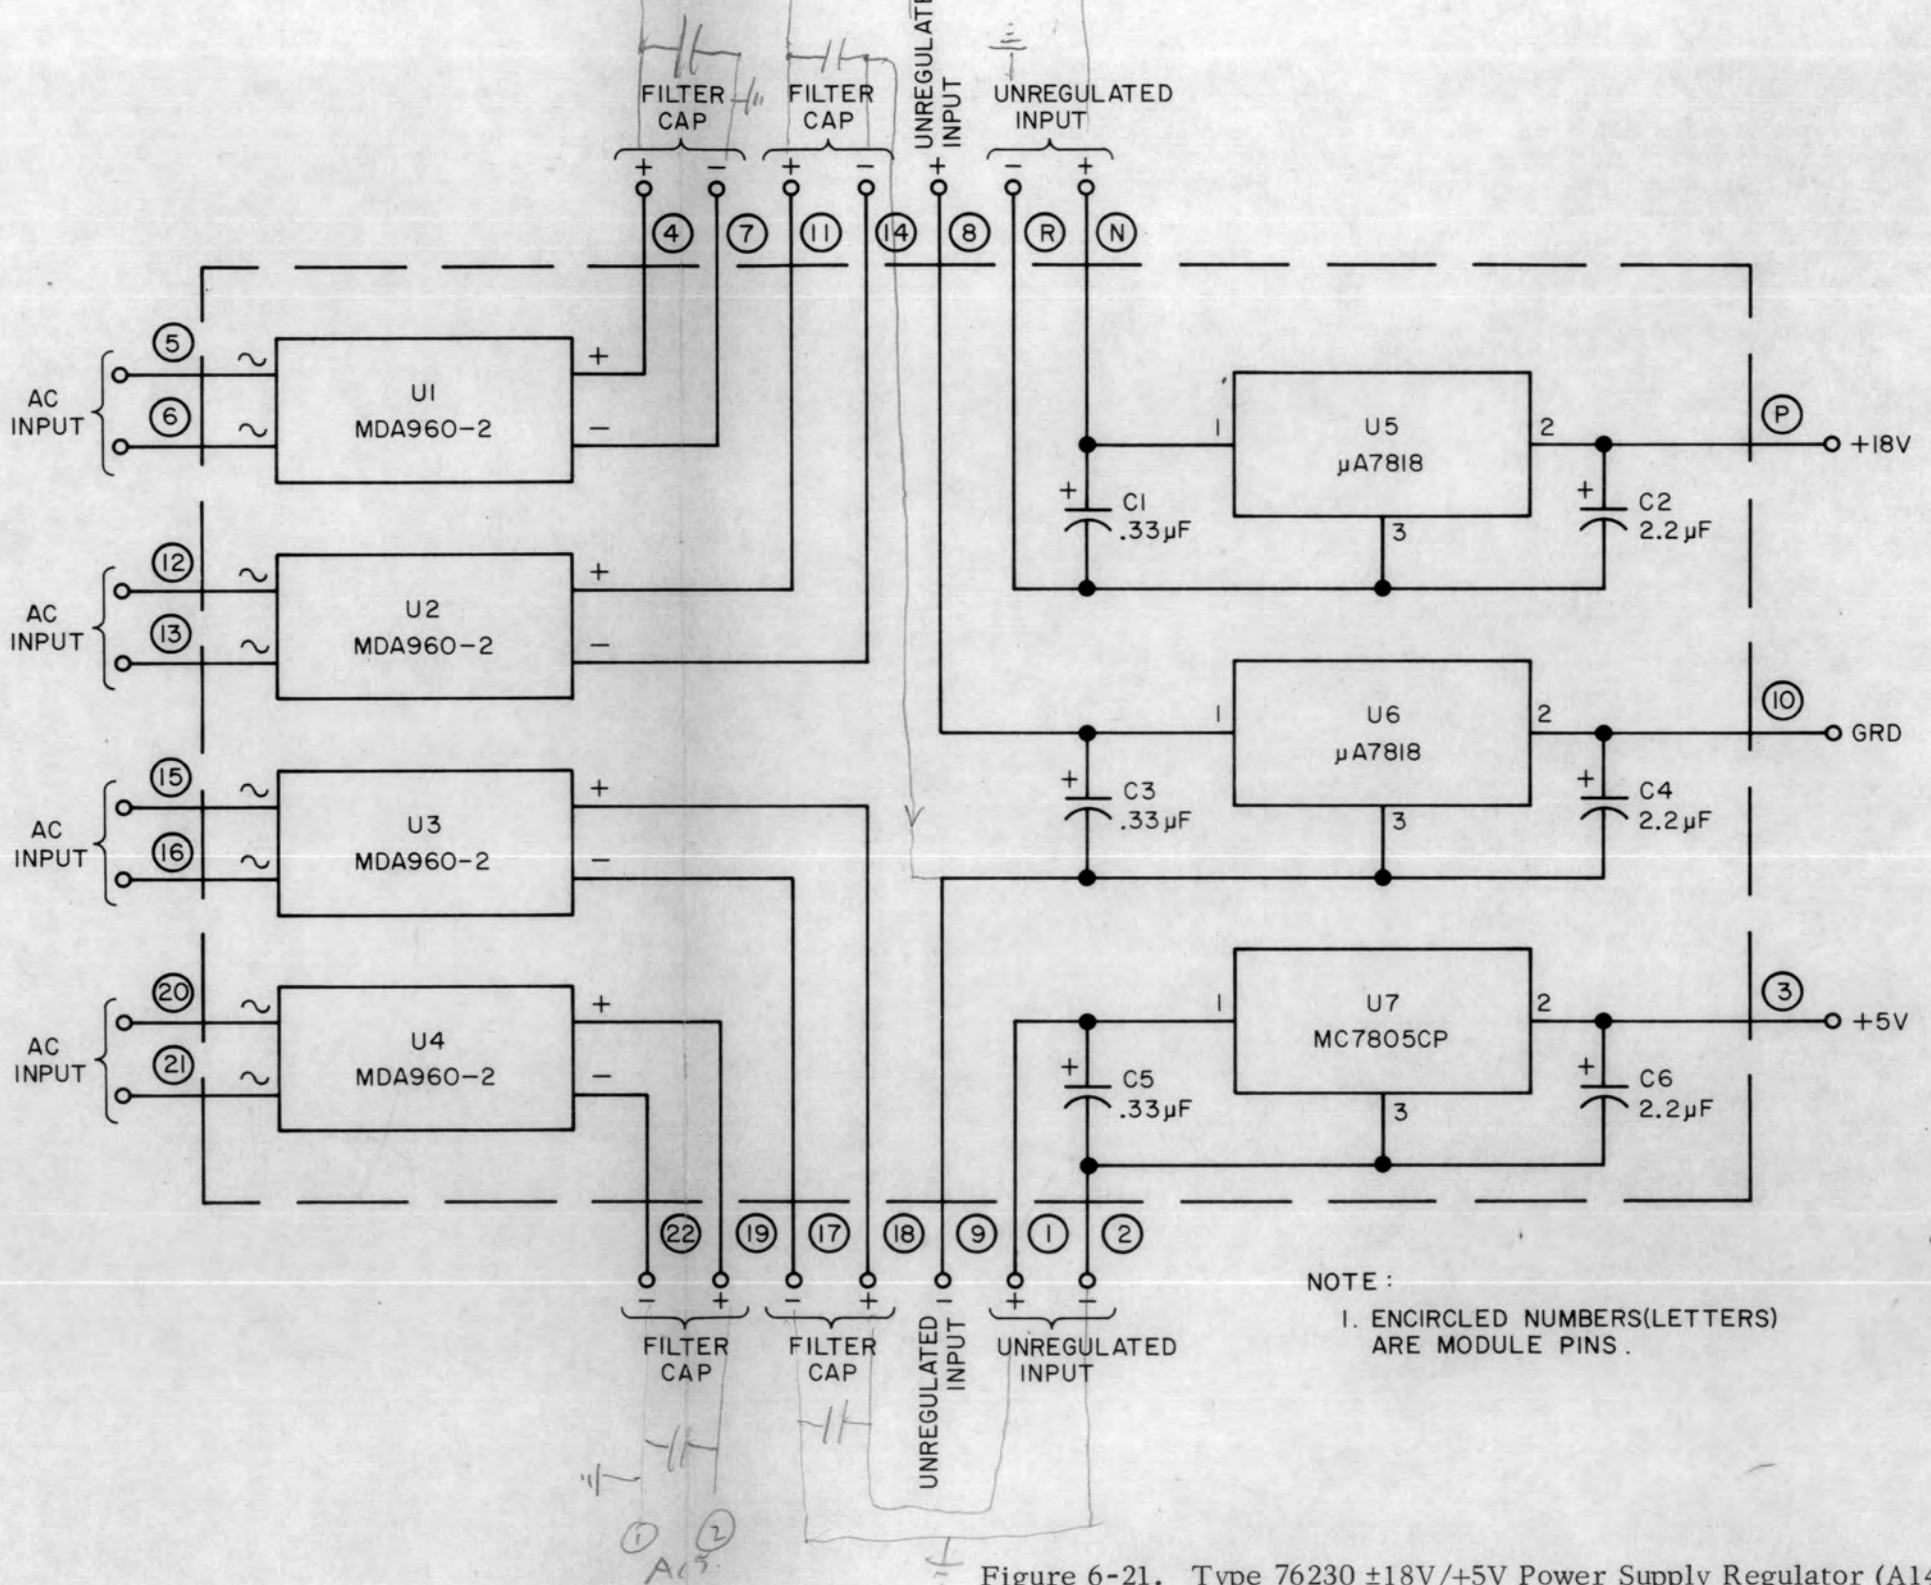 UNREGULATED
INPUT
FILTER
CAP
FILTER
CAP
UNREGULATED
INPUT
+
-
+
-
+
-
+
4
7
11
14
8
R
N
AC
INPUT
5
6
~
~
U1
MDA960-2
+
-
AC
INPUT
12
13
~
~
U2
MDA960-2
+
-
AC
INPUT
15
16
~
~
U3
MDA960-2
+
-
AC
INPUT
20
21
~
~
U4
MDA960-2
+
-
1
U5
µA7818
2
3
P
+18V
+
C1
.33µF
+
C2
2.2µF
1
U6
µA7818
2
3
10
GRD
+
C3
.33µF
+
C4
2.2µF
1
U7
MC7805CP
2
3
3
+5V
+
C5
.33µF
+
C6
2.2µF
22
19
17
18
9
1
2
-
+
-
+
-
+
-
FILTER
CAP
FILTER
CAP
UNREGULATED
INPUT
UNREGULATED
INPUT
NOTE:
1. ENCIRCLED NUMBERS(LETTERS)
ARE MODULE PINS.
1
2
Figure 6-21. Type 76230 ±18V/+5V Power Supply Regulator (A1